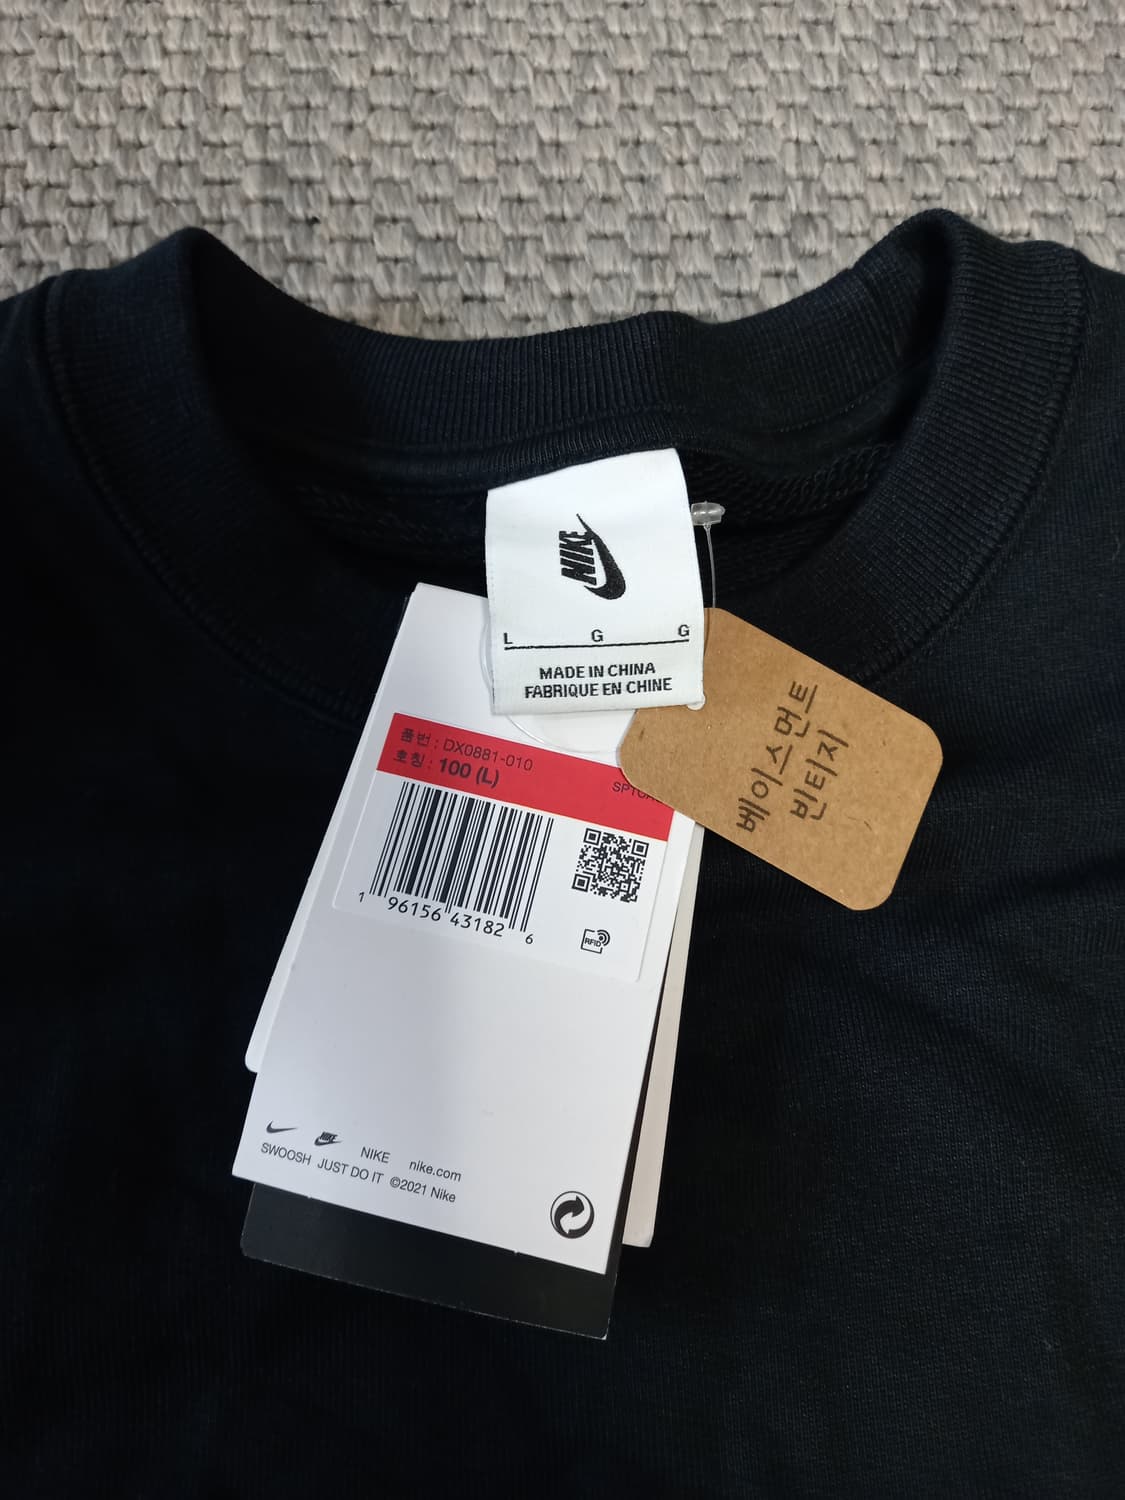 NIKE
L G G
MADE IN CHINA
FABRIQUE EN CHINE
베이스먼트
빈티지
품번 : DX0881-010
호칭 : 100 (L)
1 96156 43182 6
RFID
NIKE
NIKE nike.com
SWOOSH JUST DO IT ©2021 Nike